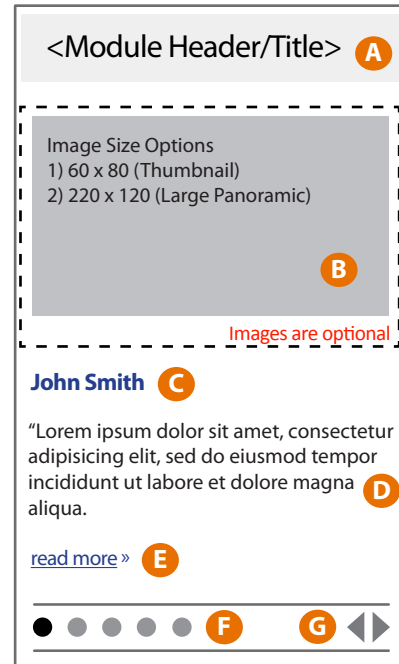 <Module Header/Title> A
Image Size Options
1) 60 x 80 (Thumbnail)
2) 220 x 120 (Large Panoramic)
B
Images are optional
John Smith C
“Lorem ipsum dolor sit amet, consectetur
adipisicing elit, sed do eiusmod tempor
incididunt ut labore et dolore magna D
aliqua.
read more » E
F G